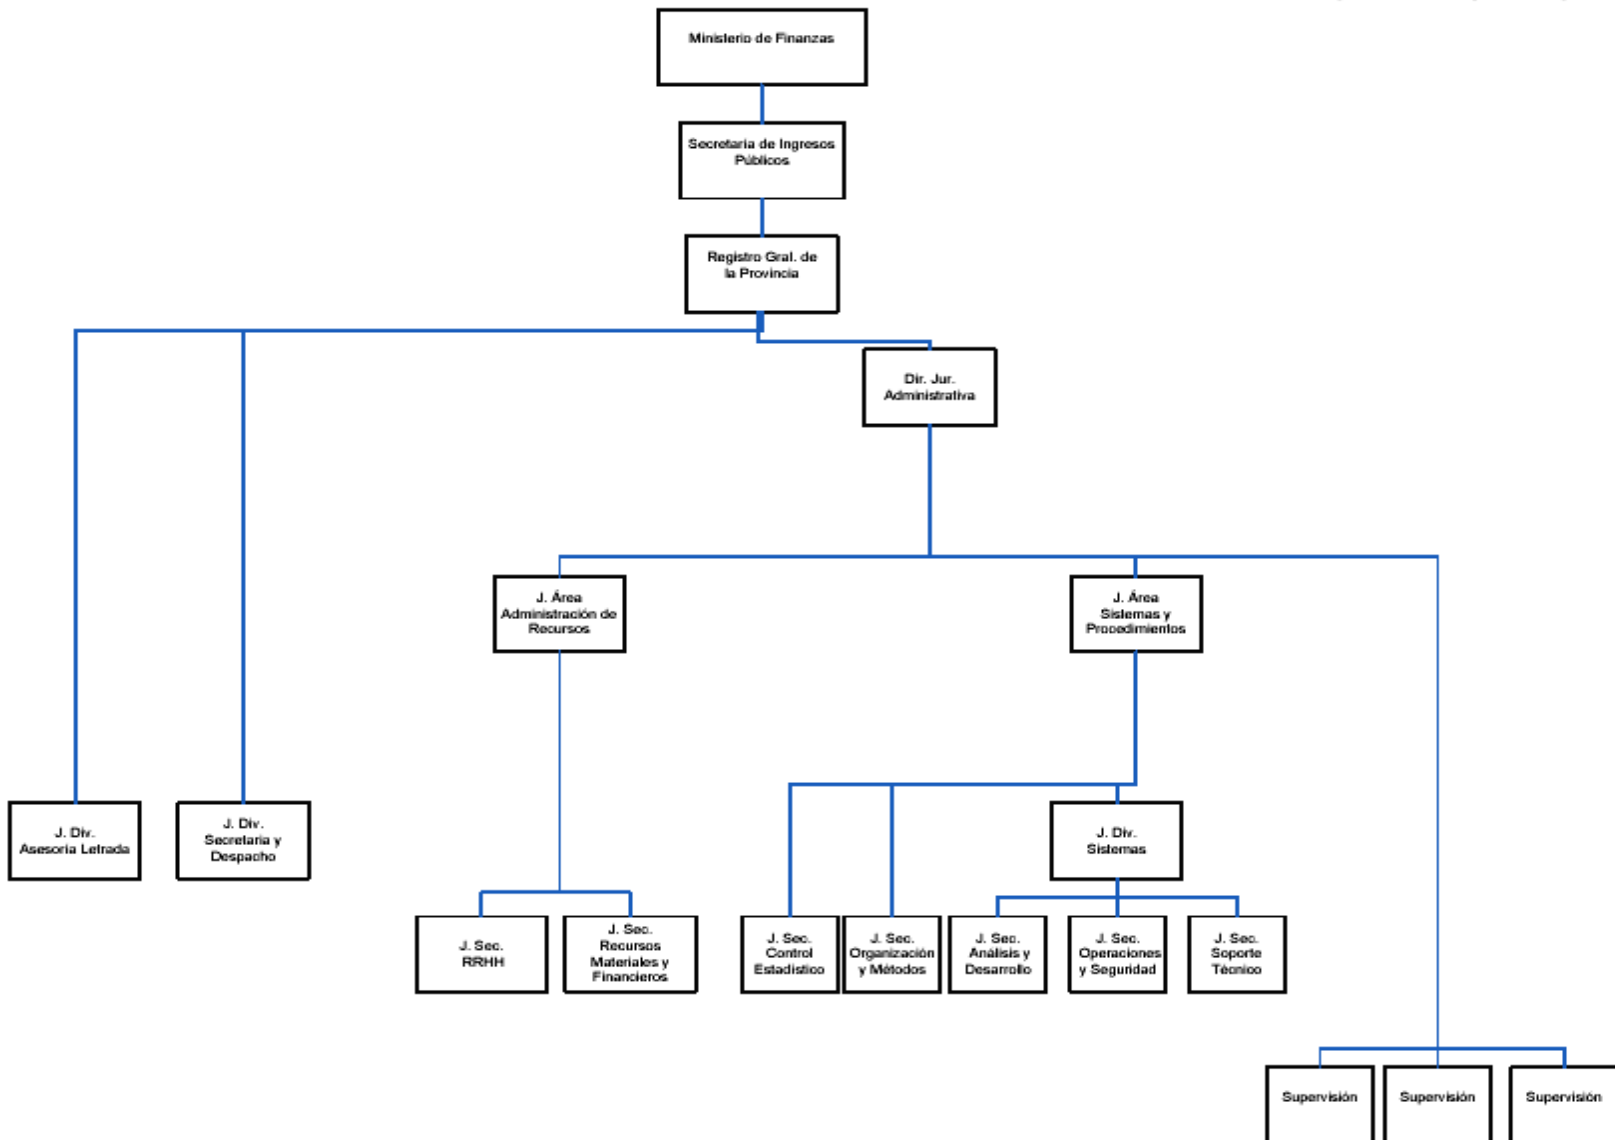 Ministerio de Finanzas
Secretaria de Ingresos
Públicos
Registro Gral. de
la Provincia
Dir. Jur.
Administrativa
J. Área
Administración de
Recursos
J. Área
Sistemas y
Procedimientos
J. Div.
Asesoria Letrada
J. Div.
Secretaria y
Despacho
J. Div.
Sistemas
J. Sec.
RRHH
J. Sec.
Recursos
Materiales y
Financieros
J. Sec.
Control
Estadístico
J. Sec.
Organización
y Métodos
J. Sec.
Análisis y
Desarrollo
J. Sec.
Operaciones
y Seguridad
J. Sec.
Soporte
Técnico
Supervisión
Supervisión
Supervisión